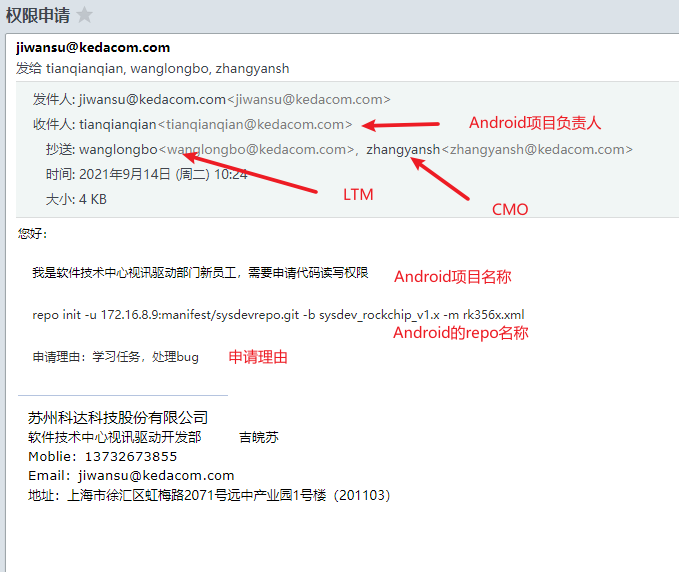 权限申请
jiwansu@kedacom.com
发给 tianqianqian, wanglongbo, zhangyansh
发件人: jiwansu@kedacom.com<jiwansu@kedacom.com>
收件人: tianqianqian<tianqianqian@kedacom.com>
Android项目负责人
抄送: wanglongbo<wanglongbo@kedacom.com>, zhangyansh<zhangyansh@kedacom.com>
时间: 2021年9月14日 (周二) 10:24
LTM
大小: 4 KB
CMO
您好：
我是软件技术中心视讯驱动部门新员工，需要申请代码读写权限
Android项目名称
repo init -u 172.16.8.9:manifest/sysdevrepo.git -b sysdev_rockchip_v1.x -m rk356x.xml
Android的repo名称
申请理由：学习任务，处理bug
申请理由
苏州科达科技股份有限公司
软件技术中心视讯驱动开发部 吉皖苏
Moblie：13732673855
Email：jiwansu@kedacom.com
地址：上海市徐汇区虹梅路2071号远中产业园1号楼（201103）